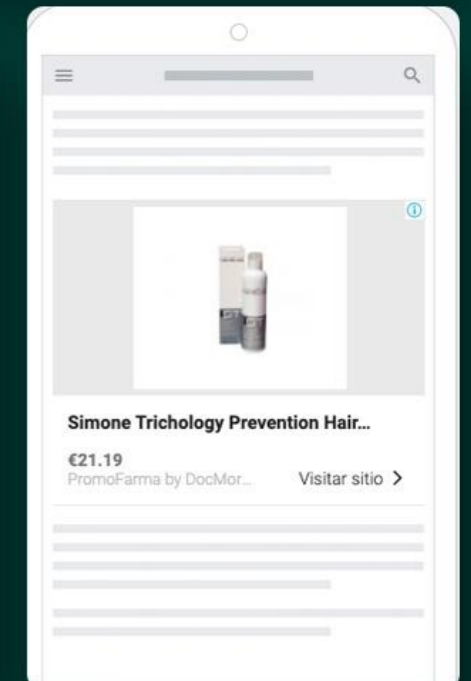 Simone Trichology Prevention Hair...
€21.19
PromoFarma by DocMor...
Visitar sitio